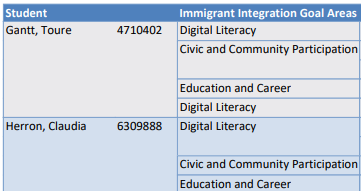 Student Immigrant Integration Goal Areas
Gantt, Toure 4710402 Digital Literacy
Civic and Community Participation
Education and Career
Digital Literacy
Herron, Claudia 6309888 Digital Literacy
Civic and Community Participation
Education and Career